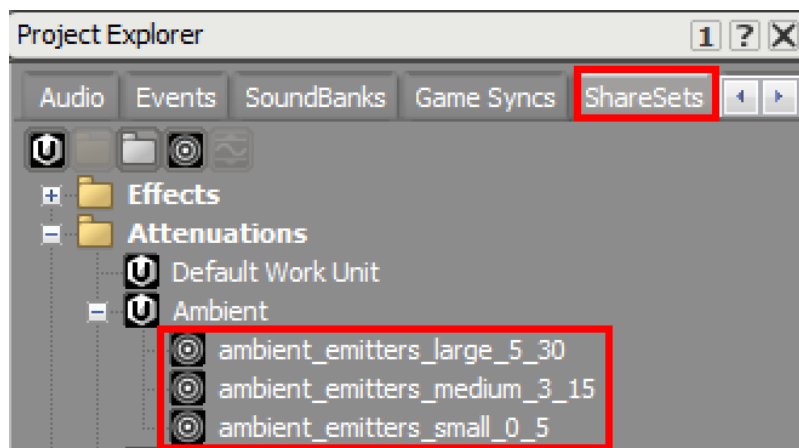 Project Explorer 1 ? X
Audio Events SoundBanks Game Syncs ShareSets
Effects
Attenuations
Default Work Unit
Ambient
ambient_emitters_large_5_30
ambient_emitters_medium_3_15
ambient_emitters_small_0_5